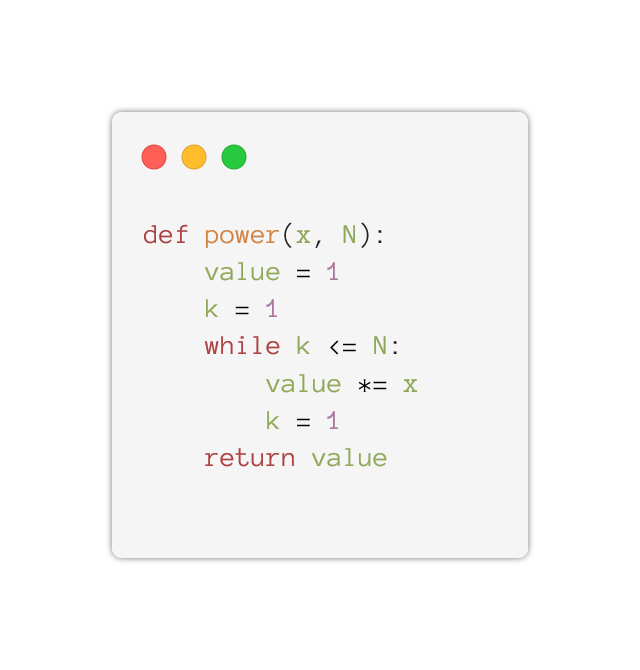 def power(x, N):
    value = 1
    k = 1
    while k <= N:
        value *= x
        k = 1
    return value